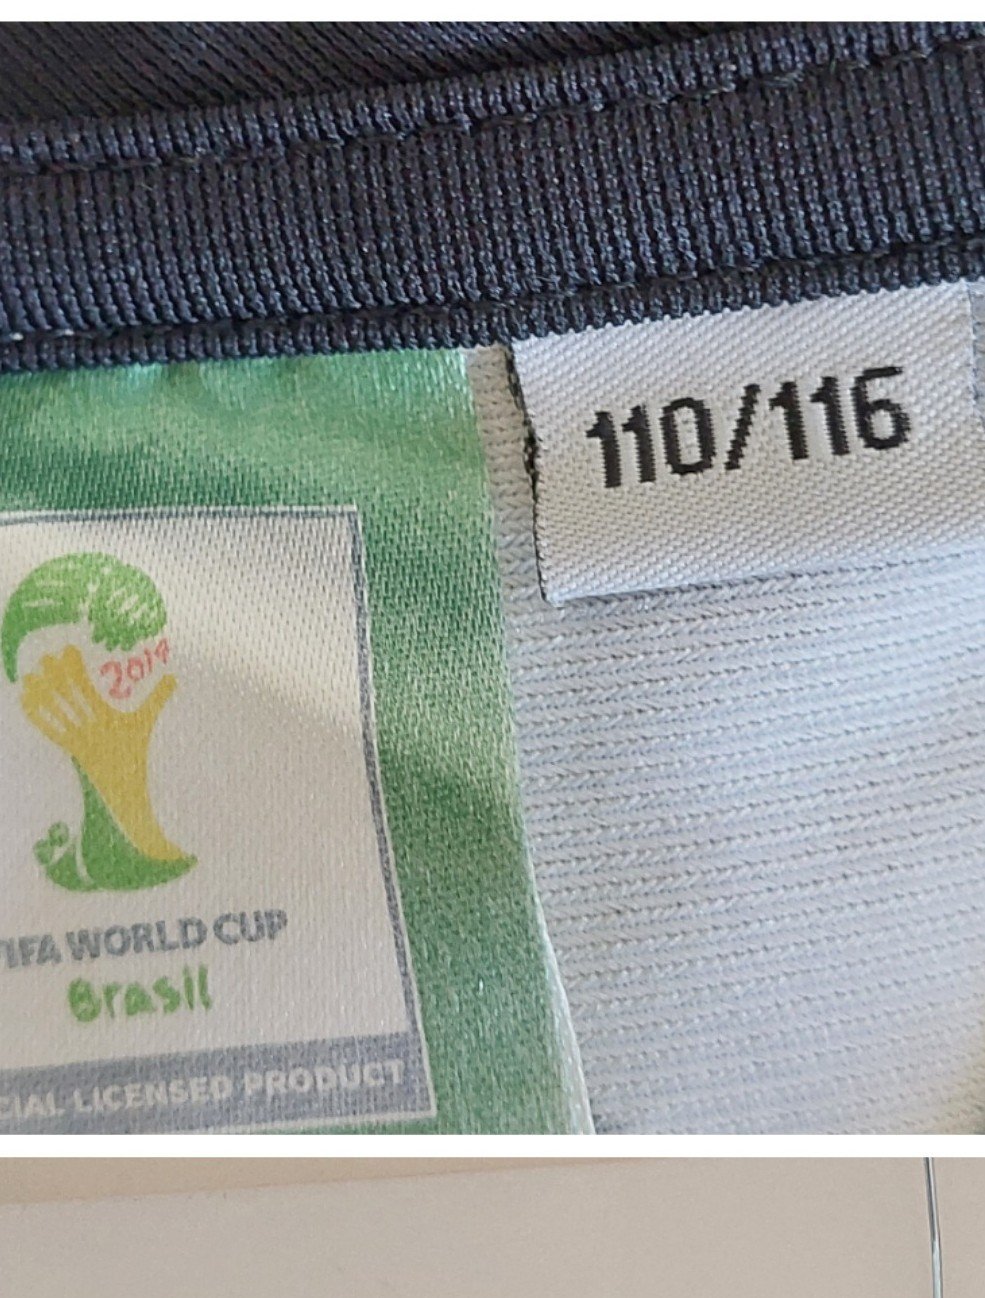 110/116
2014
FIFA WORLD CUP
Brasil
CIAL LICENSED PRODUCT